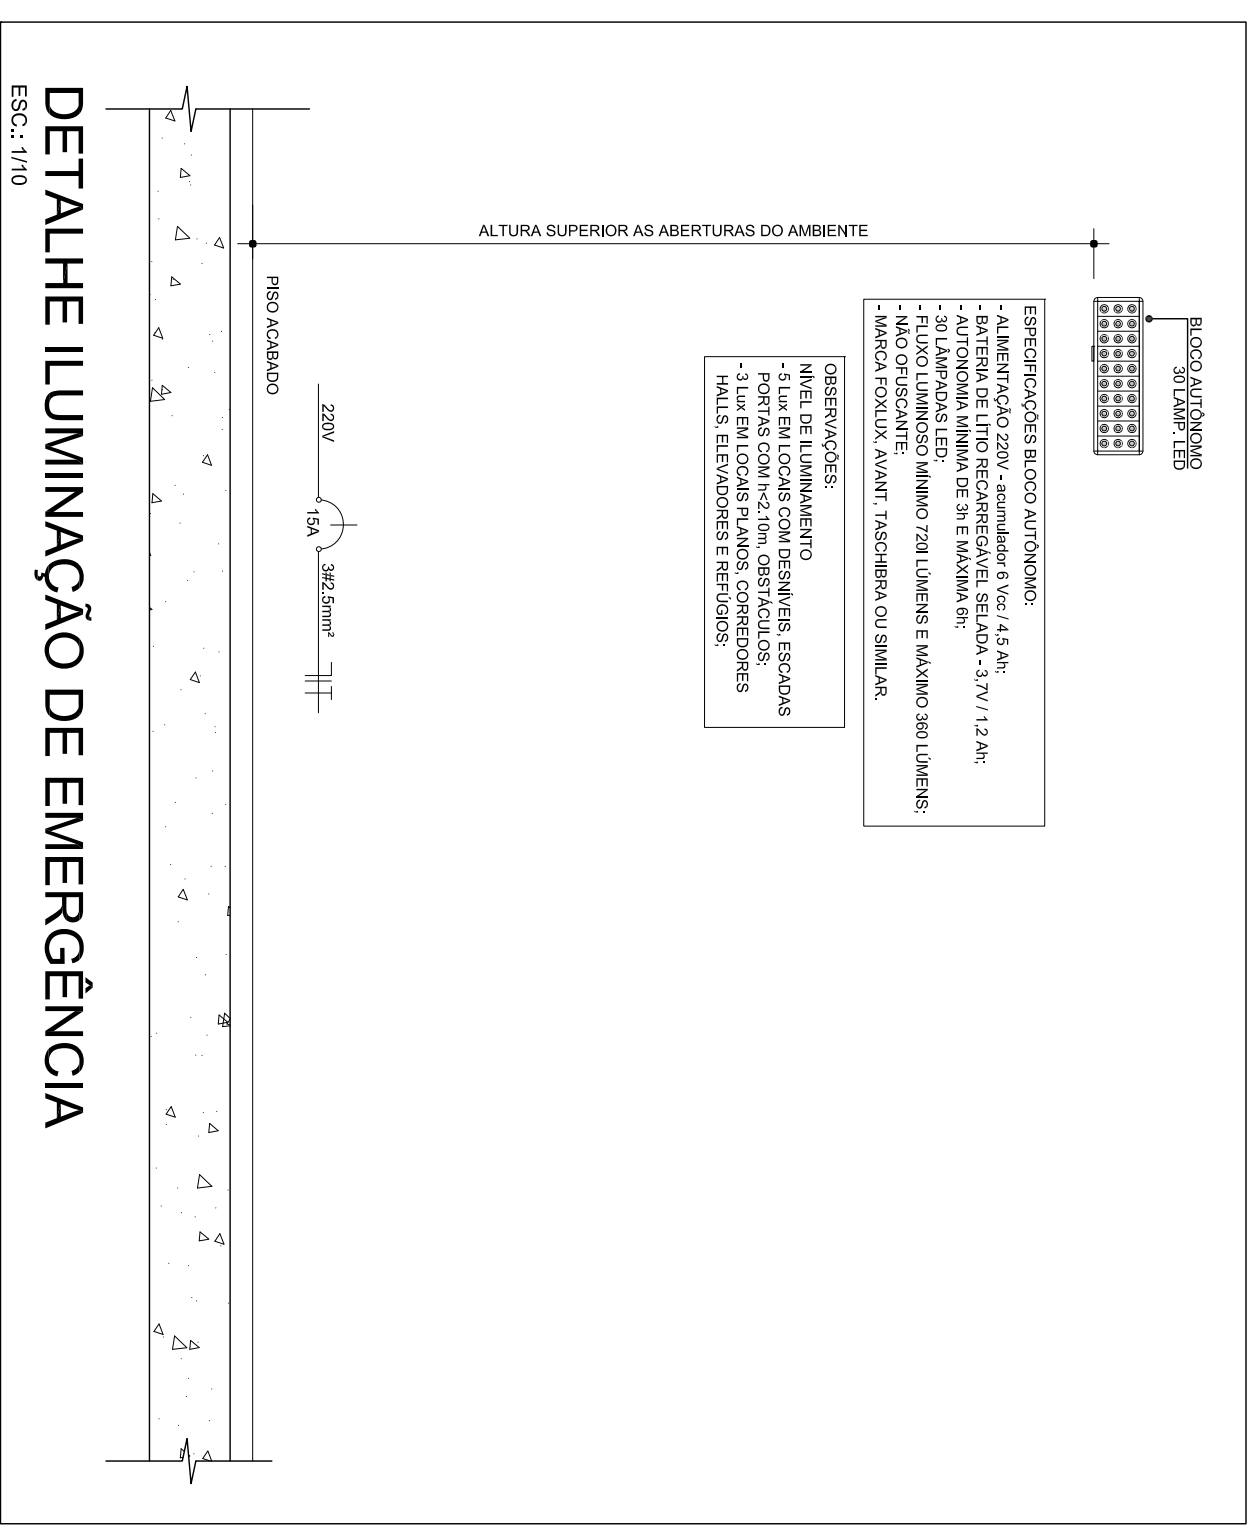 BLOCO AUTÔNOMO
30 LAMP. LED
ALTURA SUPERIOR AS ABERTURAS DO AMBIENTE
ESPECIFICAÇÕES BLOCO AUTÔNOMO:
- ALIMENTAÇÃO 220V - acumulador 6 Vcc / 4,5 Ah;
- BATERIA DE LÍTIO RECARREGÁVEL SELADA - 3,7V / 1,2 Ah;
- AUTONOMIA MÍNIMA DE 3h E MÁXIMA 6h;
- 30 LÂMPADAS LED;
- FLUXO LUMINOSO MÍNIMO 720l LÚMENS E MÁXIMO 360 LÚMENS;
- NÃO OFUSCANTE;
- MARCA FOXLUX, AVANT, TASCHIBRA OU SIMILAR.
OBSERVAÇÕES:
NÍVEL DE ILUMINAMENTO
- 5 Lux EM LOCAIS COM DESNÍVEIS, ESCADAS
PORTAS COM h<2.10m, OBSTÁCULOS;
- 3 Lux EM LOCAIS PLANOS, CORREDORES
HALLS, ELEVADORES E REFÚGIOS;
220V
15A
3#2.5mm²
PISO ACABADO
DETALHE ILUMINAÇÃO DE EMERGÊNCIA
ESC.: 1/10